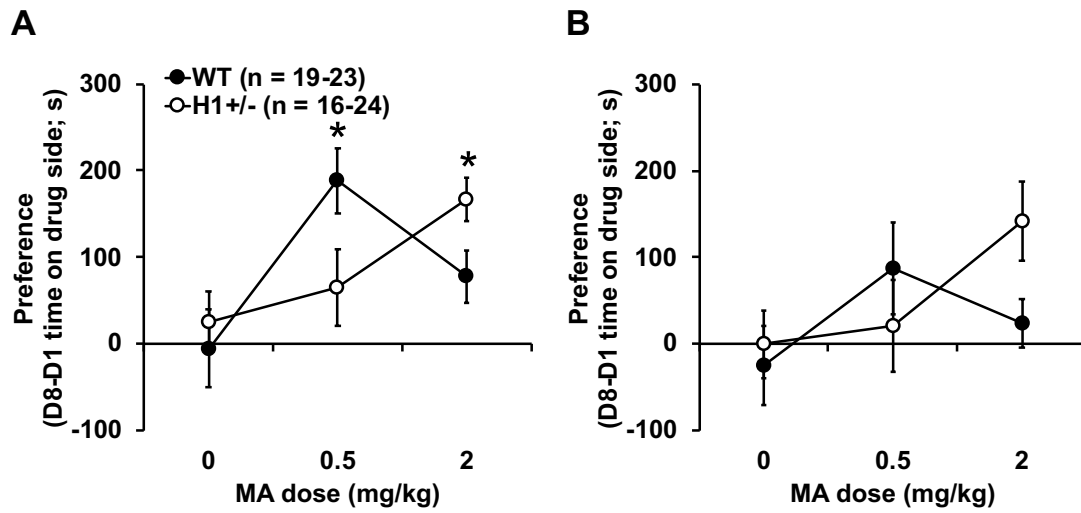 A
Preference
(D8-D1 time on drug side; s)
WT (n = 19-23)
H1+/- (n = 16-24)
300
200
100
0
-100
*
*
0
0.5
2
MA dose (mg/kg)
B
Preference
(D8-D1 time on drug side; s)
300
200
100
0
-100
0
0.5
2
MA dose (mg/kg)